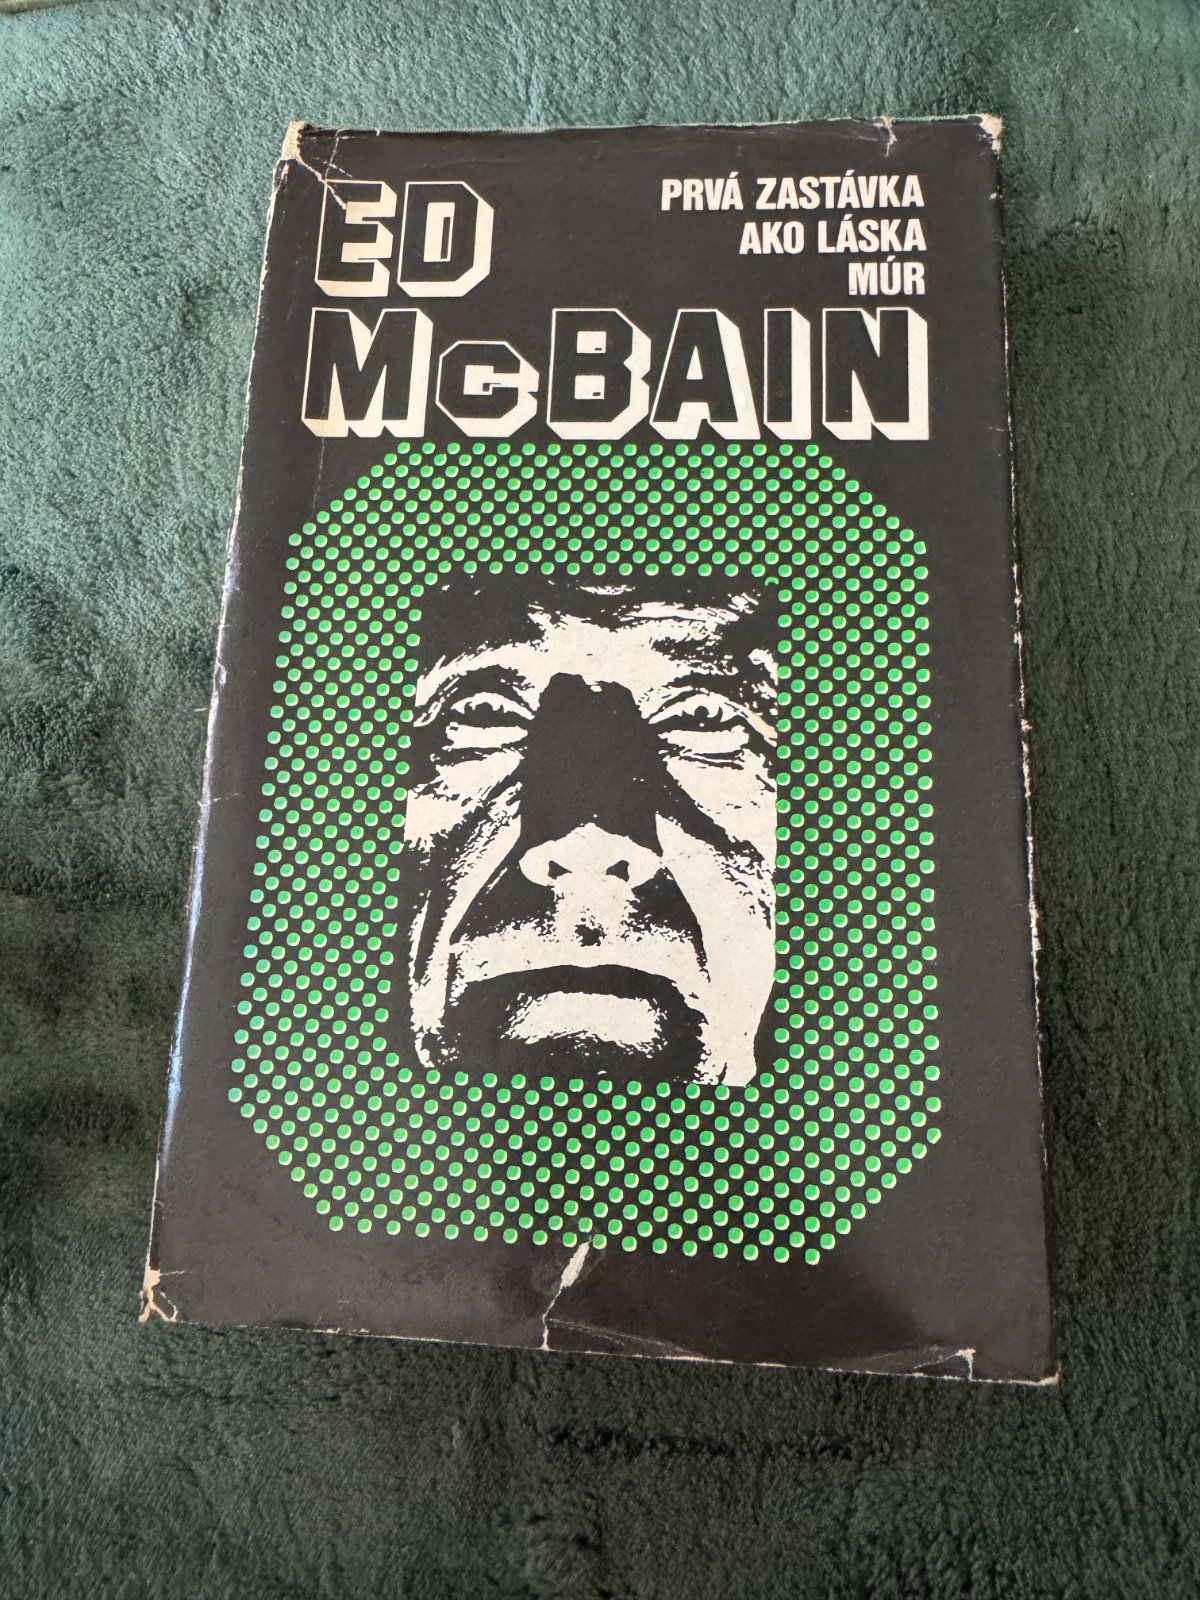 ED
McBAIN
PRVÁ ZASTÁVKA
AKO LÁSKA
MÚR